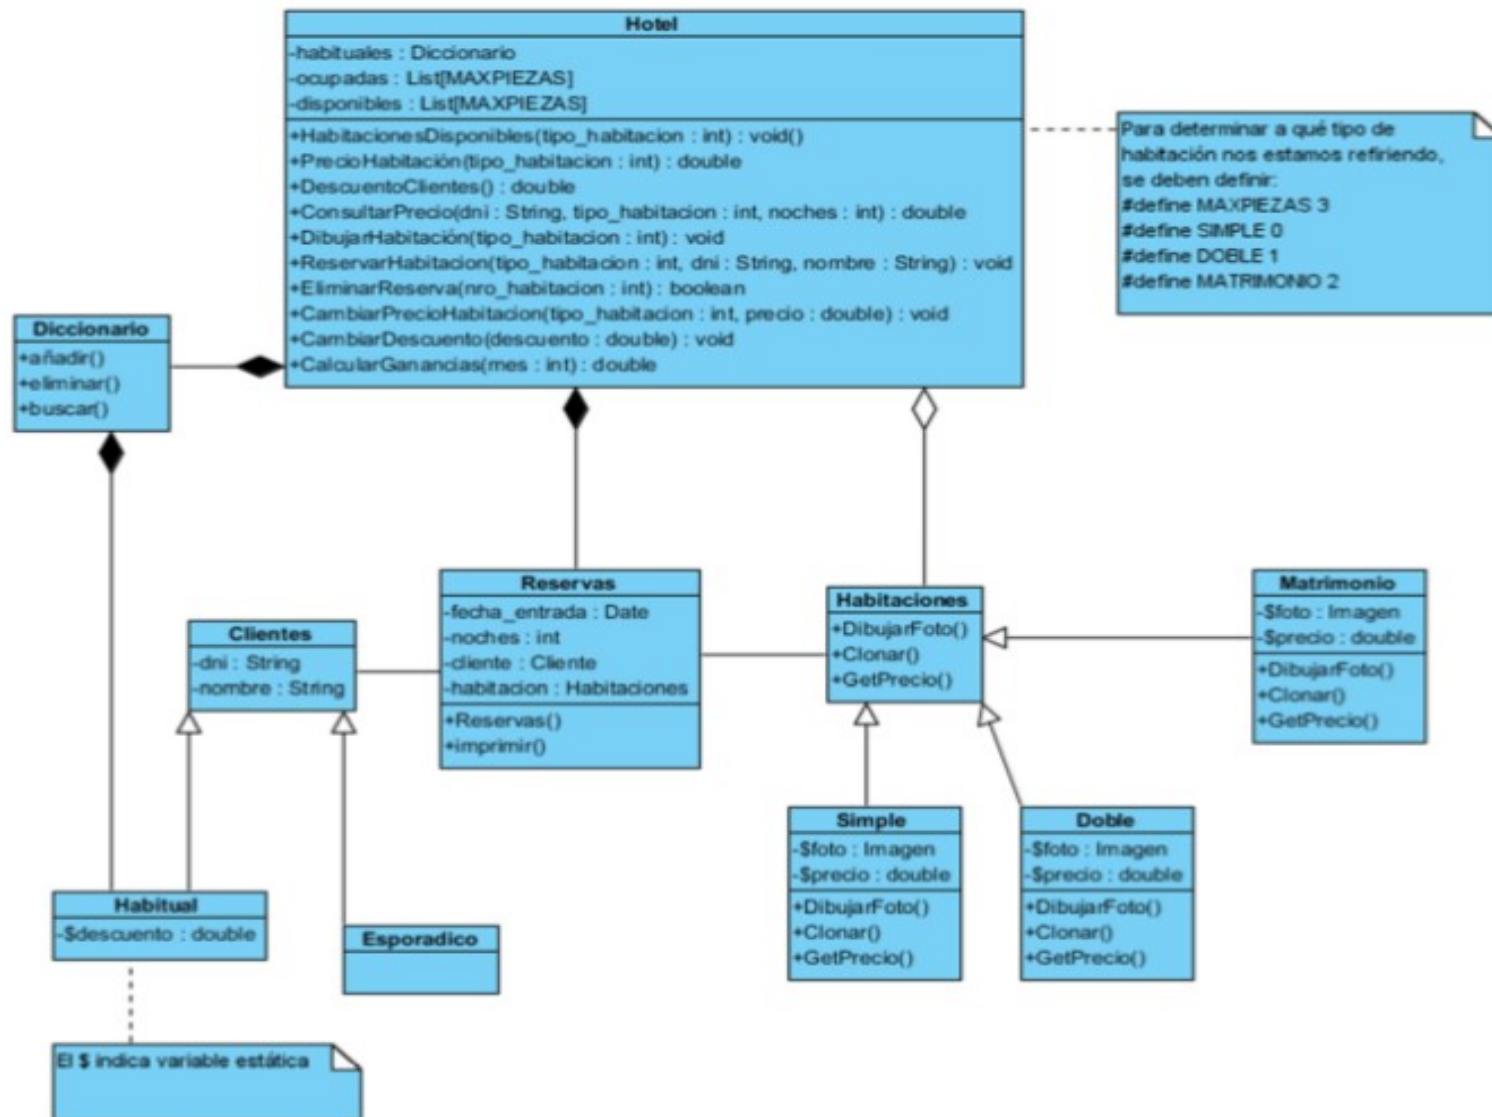 Hotel
-habituales : Diccionario
-ocupadas : List[MAXPIEZAS]
-disponibles : List[MAXPIEZAS]
+HabitacionesDisponibles(tipo_habitacion : int) : void()
+PrecioHabitación(tipo_habitacion : int) : double
+DescuentoClientes() : double
+ConsultarPrecio(dni : String, tipo_habitacion : int, noches : int) : double
+DibujarHabitación(tipo_habitacion : int) : void
+ReservarHabitacion(tipo_habitacion : int, dni : String, nombre : String) : void
+EliminarReserva(nro_habitacion : int) : boolean
+CambiarPrecioHabitacion(tipo_habitacion : int, precio : double) : void
+CambiarDescuento(descuento : double) : void
+CalcularGanancias(mes : int) : double
Para determinar a qué tipo de
habitación nos estamos refiriendo,
se deben definir:
#define MAXPIEZAS 3
#define SIMPLE 0
#define DOBLE 1
#define MATRIMONIO 2
Diccionario
+añadir()
+eliminar()
+buscar()
Clientes
-dni : String
-nombre : String
Reservas
-fecha_entrada : Date
-noches : int
-cliente : Cliente
-habitacion : Habitaciones
+Reservas()
+imprimir()
Habitaciones
+DibujarFoto()
+Clonar()
+GetPrecio()
Matrimonio
-$foto : Imagen
-$precio : double
+DibujarFoto()
+Clonar()
+GetPrecio()
Simple
-$foto : Imagen
-$precio : double
+DibujarFoto()
+Clonar()
+GetPrecio()
Doble
-$foto : Imagen
-$precio : double
+DibujarFoto()
+Clonar()
+GetPrecio()
Habitual
-$descuento : double
Esporadico
El $ indica variable estática